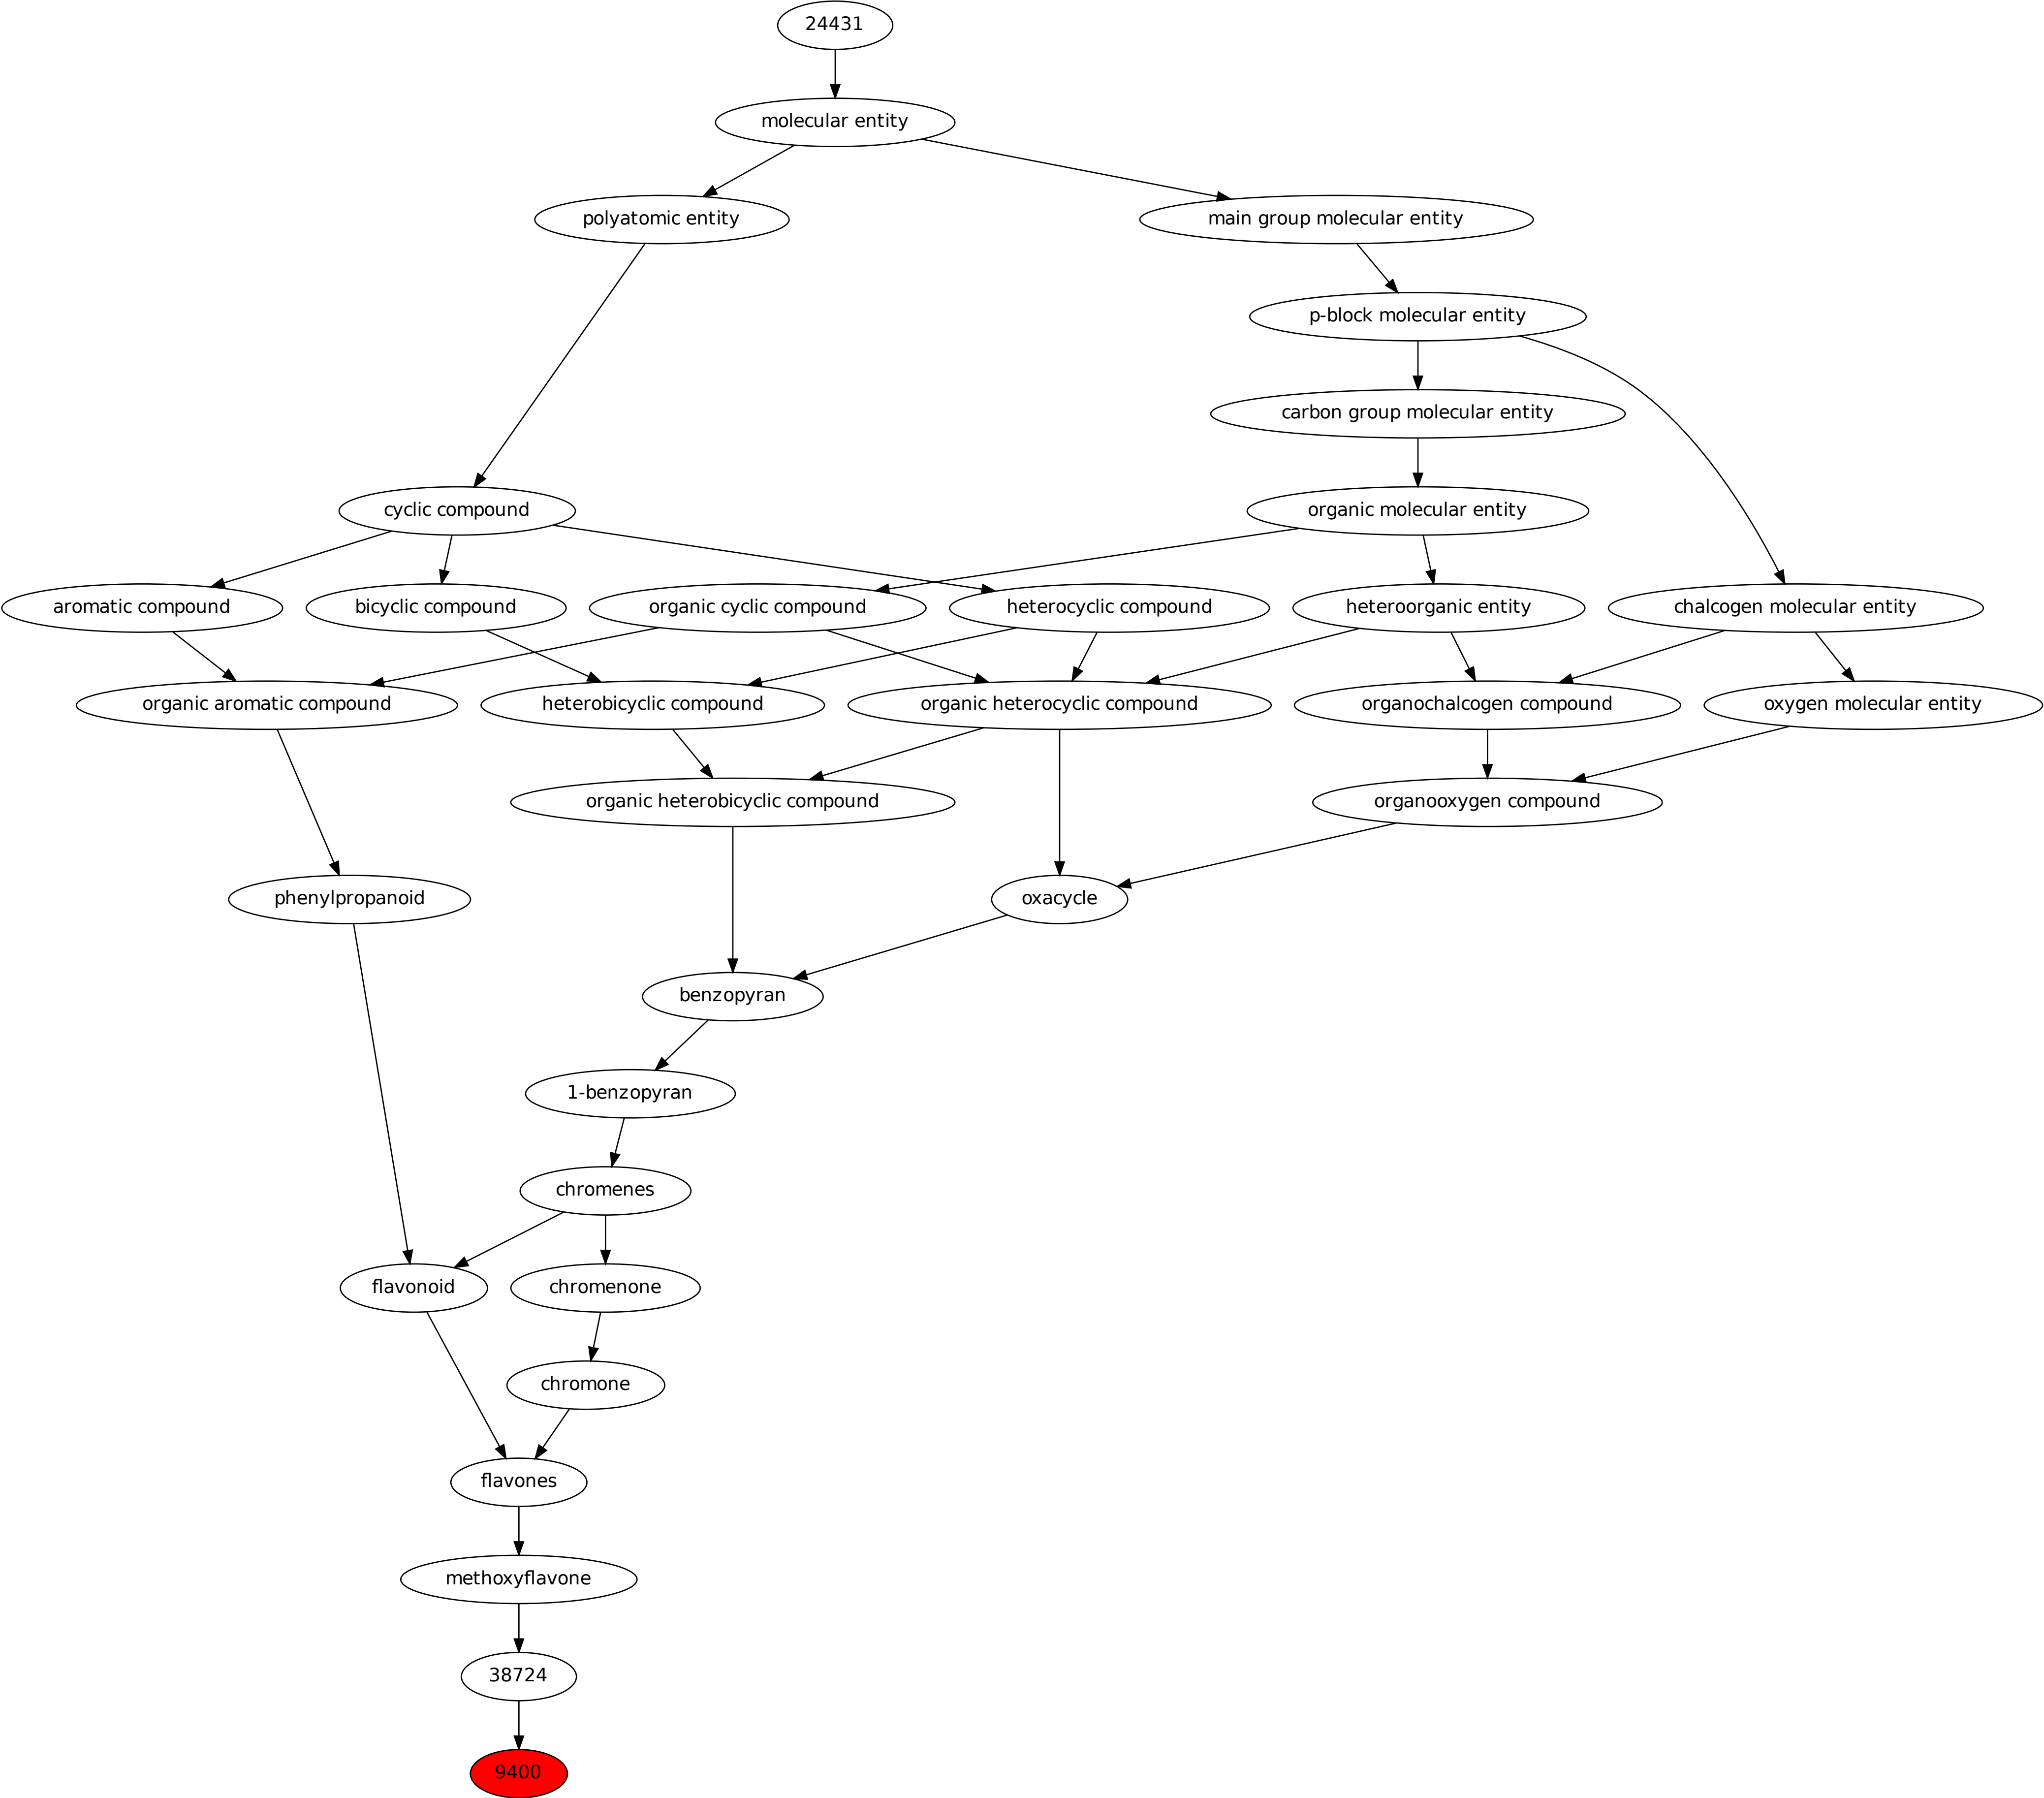 24431
molecular entity
polyatomic entity
main group molecular entity
p-block molecular entity
carbon group molecular entity
cyclic compound
organic molecular entity
aromatic compound
bicyclic compound
organic cyclic compound
heterocyclic compound
heteroorganic entity
chalcogen molecular entity
organic aromatic compound
heterobicyclic compound
organic heterocyclic compound
organochalcogen compound
oxygen molecular entity
organic heterobicyclic compound
organooxygen compound
phenylpropanoid
oxacycle
benzopyran
1-benzopyran
chromenes
flavonoid
chromenone
chromone
flavones
methoxyflavone
38724
9400